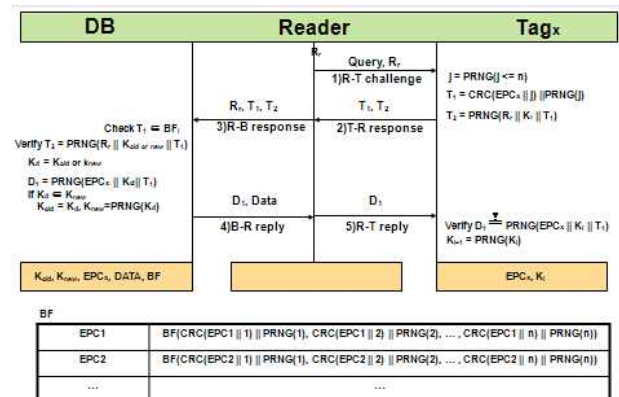 DB Reader Tagx
Rr
Query, Rr
1)R-T challenge
j = PRNG(j <= n)
T1 = CRC(EPCx || j) ||PRNG(j)
T2 = PRNG(Rr || Ki || T1)
Rr, T1, T2
T1, T2
3)R-B response
2)T-R response
Check T1 ∈ BFi
Verify T2 = PRNG(Rr || Kold or new || T1)
Kd = Kold or knew
D1 = PRNG(EPCx || Kd || T1)
If Kd ∈ Knew
Kold = Kd, Knew=PRNG(Kd)
D1, Data
D1
4)B-R reply
5)R-T reply
Verify D1 ≟ PRNG(EPCx || Ki || T1)
Ki+1 = PRNG(Ki)
Kold, Knew, EPCx, DATA, BF
EPCx, Ki
BF
EPC1 BF(CRC(EPC1 || 1) || PRNG(1), CRC(EPC1 || 2) || PRNG(2), ... , CRC(EPC1 || n) || PRNG(n))
EPC2 BF(CRC(EPC2 || 1) || PRNG(1), CRC(EPC2 || 2) || PRNG(2), ... , CRC(EPC2 || n) || PRNG(n))
... ...